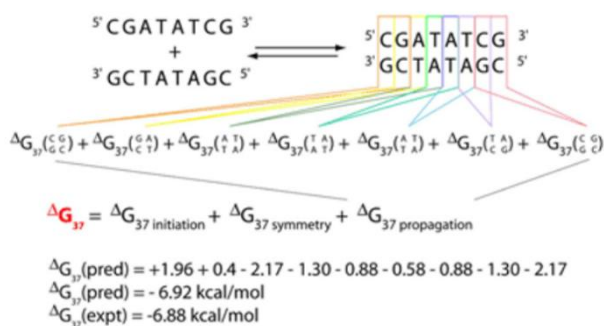 5' CGATATCG 3'
+
3' GCTATAGC 5'
5' CGATATCG 3'
3' GCTATAGC 5'
ΔG37(CG/GC) + ΔG37(GA/CT) + ΔG37(AT/TA) + ΔG37(TA/AT) + ΔG37(AT/TA) + ΔG37(TA/CG) + ΔG37(CG/GC)
ΔG37 = ΔG37 initiation + ΔG37 symmetry + ΔG37 propagation
ΔG37(pred) = +1.96 + 0.4 - 2.17 - 1.30 - 0.88 - 0.58 - 0.88 - 1.30 - 2.17
ΔG37(pred) = - 6.92 kcal/mol
ΔG37(expt) = -6.88 kcal/mol